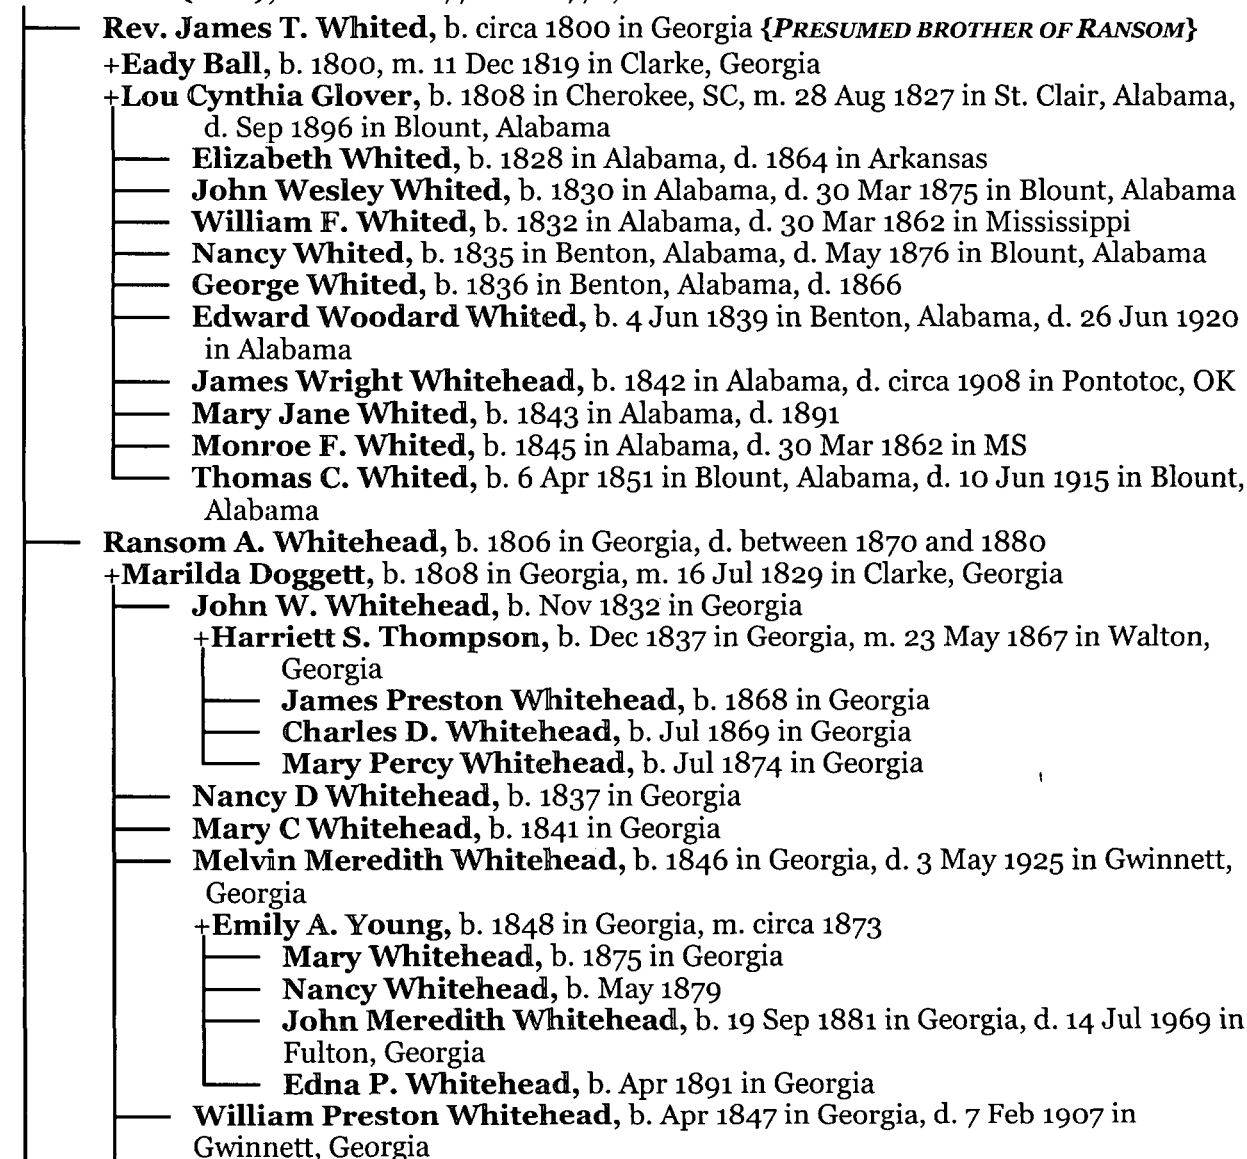 Rev. James T. Whited, b. circa 1800 in Georgia {PRESUMED BROTHER OF RANSOM}
+Eady Ball, b. 1800, m. 11 Dec 1819 in Clarke, Georgia
+Lou Cynthia Glover, b. 1808 in Cherokee, SC, m. 28 Aug 1827 in St. Clair, Alabama,
d. Sep 1896 in Blount, Alabama
Elizabeth Whited, b. 1828 in Alabama, d. 1864 in Arkansas
John Wesley Whited, b. 1830 in Alabama, d. 30 Mar 1875 in Blount, Alabama
William F. Whited, b. 1832 in Alabama, d. 30 Mar 1862 in Mississippi
Nancy Whited, b. 1835 in Benton, Alabama, d. May 1876 in Blount, Alabama
George Whited, b. 1836 in Benton, Alabama, d. 1866
Edward Woodard Whited, b. 4 Jun 1839 in Benton, Alabama, d. 26 Jun 1920
in Alabama
James Wright Whitehead, b. 1842 in Alabama, d. circa 1908 in Pontotoc, OK
Mary Jane Whited, b. 1843 in Alabama, d. 1891
Monroe F. Whited, b. 1845 in Alabama, d. 30 Mar 1862 in MS
Thomas C. Whited, b. 6 Apr 1851 in Blount, Alabama, d. 10 Jun 1915 in Blount,
Alabama
Ransom A. Whitehead, b. 1806 in Georgia, d. between 1870 and 1880
+Marilda Doggett, b. 1808 in Georgia, m. 16 Jul 1829 in Clarke, Georgia
John W. Whitehead, b. Nov 1832 in Georgia
+Harriett S. Thompson, b. Dec 1837 in Georgia, m. 23 May 1867 in Walton,
Georgia
James Preston Whitehead, b. 1868 in Georgia
Charles D. Whitehead, b. Jul 1869 in Georgia
Mary Percy Whitehead, b. Jul 1874 in Georgia
Nancy D Whitehead, b. 1837 in Georgia
Mary C Whitehead, b. 1841 in Georgia
Melvin Meredith Whitehead, b. 1846 in Georgia, d. 3 May 1925 in Gwinnett,
Georgia
+Emily A. Young, b. 1848 in Georgia, m. circa 1873
Mary Whitehead, b. 1875 in Georgia
Nancy Whitehead, b. May 1879
John Meredith Whitehead, b. 19 Sep 1881 in Georgia, d. 14 Jul 1969 in
Fulton, Georgia
Edna P. Whitehead, b. Apr 1891 in Georgia
William Preston Whitehead, b. Apr 1847 in Georgia, d. 7 Feb 1907 in
Gwinnett, Georgia